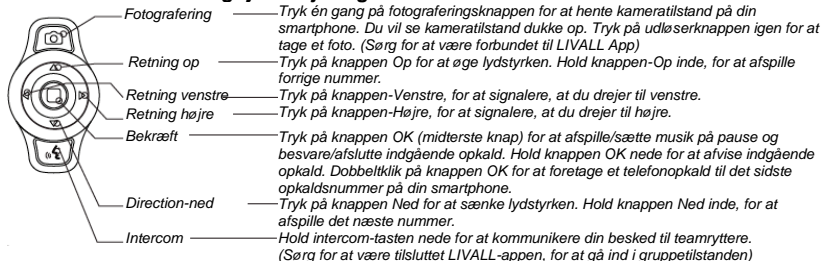 Fotografering
Tryk én gang på fotograferingsknappen for at hente kameratilstand på din
smartphone. Du vil se kameratilstand dukke op. Tryk på udløserknappen igen for at
tage et foto. (Sørg for at være forbundet til LIVALL App)
Retning op
Tryk på knappen Op for at øge lydstyrken. Hold knappen-Op inde, for at afspille
forrige nummer.
Retning venstre
Tryk på knappen-Venstre, for at signalere, at du drejer til venstre.
Retning højre
Tryk på knappen-Højre, for at signalere, at du drejer til højre.
Bekræft
Tryk på knappen OK (midterste knap) for at afspille/sætte musik på pause og
besvare/afslutte indgående opkald. Hold knappen OK nede for at afvise indgående
opkald. Dobbeltklik på knappen OK for at foretage et telefonopkald til det sidste
opkaldsnummer på din smartphone.
Direction-ned
Tryk på knappen Ned for at sænke lydstyrken. Hold knappen Ned inde, for at
afspille det næste nummer.
Intercom
Hold intercom-tasten nede for at kommunikere din besked til teamryttere.
(Sørg for at være tilsluttet LIVALL-appen, for at gå ind i gruppetilstanden)